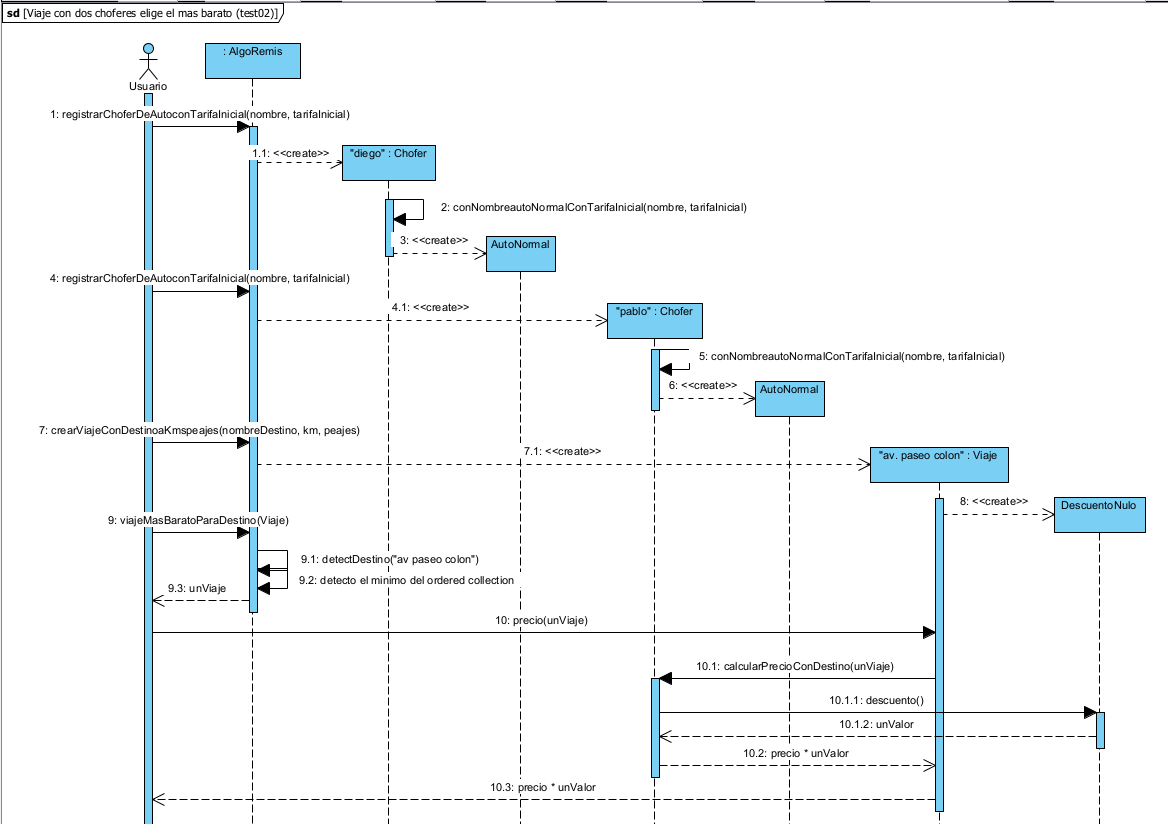 sd [Viaje con dos choferes elige el mas barato (test02)]
: AlgoRemis
Usuario
1: registrarChoferDeAutoconTarifaInicial(nombre, tarifaInicial)
1.1: <<create>>
"diego" : Chofer
2: conNombreautoNormalConTarifaInicial(nombre, tarifaInicial)
3: <<create>>
AutoNormal
4: registrarChoferDeAutoconTarifaInicial(nombre, tarifaInicial)
4.1: <<create>>
"pablo" : Chofer
5: conNombreautoNormalConTarifaInicial(nombre, tarifaInicial)
6: <<create>>
AutoNormal
7: crearViajeConDestinoaKmspeajes(nombreDestino, km, peajes)
7.1: <<create>>
"av. paseo colon" : Viaje
8: <<create>>
DescuentoNulo
9: viajeMasBaratoParaDestino(Viaje)
9.1: detectDestino("av paseo colon")
9.2: detecto el minimo del ordered collection
9.3: unViaje
10: precio(unViaje)
10.1: calcularPrecioConDestino(unViaje)
10.1.1: descuento()
10.1.2: unValor
10.2: precio * unValor
10.3: precio * unValor